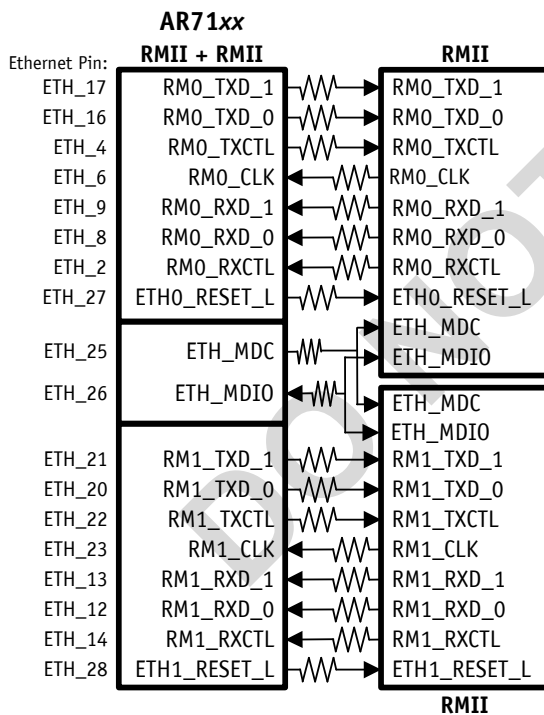 AR71xx
Ethernet Pin: RMII + RMII RMII
ETH_17 RM0_TXD_1 RM0_TXD_1
ETH_16 RM0_TXD_0 RM0_TXD_0
ETH_4 RM0_TXCTL RM0_TXCTL
ETH_6 RM0_CLK RM0_CLK
ETH_9 RM0_RXD_1 RM0_RXD_1
ETH_8 RM0_RXD_0 RM0_RXD_0
ETH_2 RM0_RXCTL RM0_RXCTL
ETH_27 ETH0_RESET_L ETH0_RESET_L
ETH_MDC
ETH_25 ETH_MDC ETH_MDIO
ETH_26 ETH_MDIO ETH_MDC
ETH_MDIO
ETH_21 RM1_TXD_1 RM1_TXD_1
ETH_20 RM1_TXD_0 RM1_TXD_0
ETH_22 RM1_TXCTL RM1_TXCTL
ETH_23 RM1_CLK RM1_CLK
ETH_13 RM1_RXD_1 RM1_RXD_1
ETH_12 RM1_RXD_0 RM1_RXD_0
ETH_14 RM1_RXCTL RM1_RXCTL
ETH_28 ETH1_RESET_L ETH1_RESET_L
RMII
DO NOT